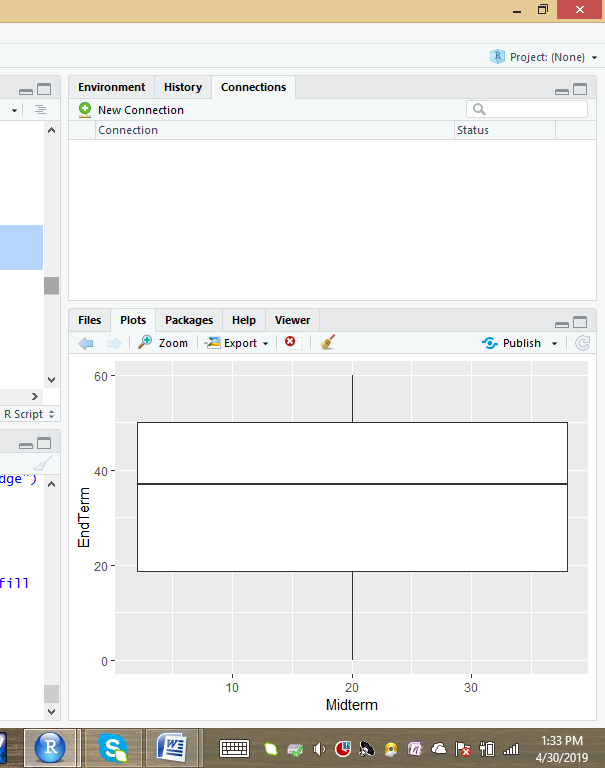 Project: (None)
Environment History Connections
New Connection
Connection Status
Files Plots Packages Help Viewer
Zoom Export Publish
R Script
dge")
fill
60
40
20
0
EndTerm
10 20 30
Midterm
1:33 PM
4/30/2019